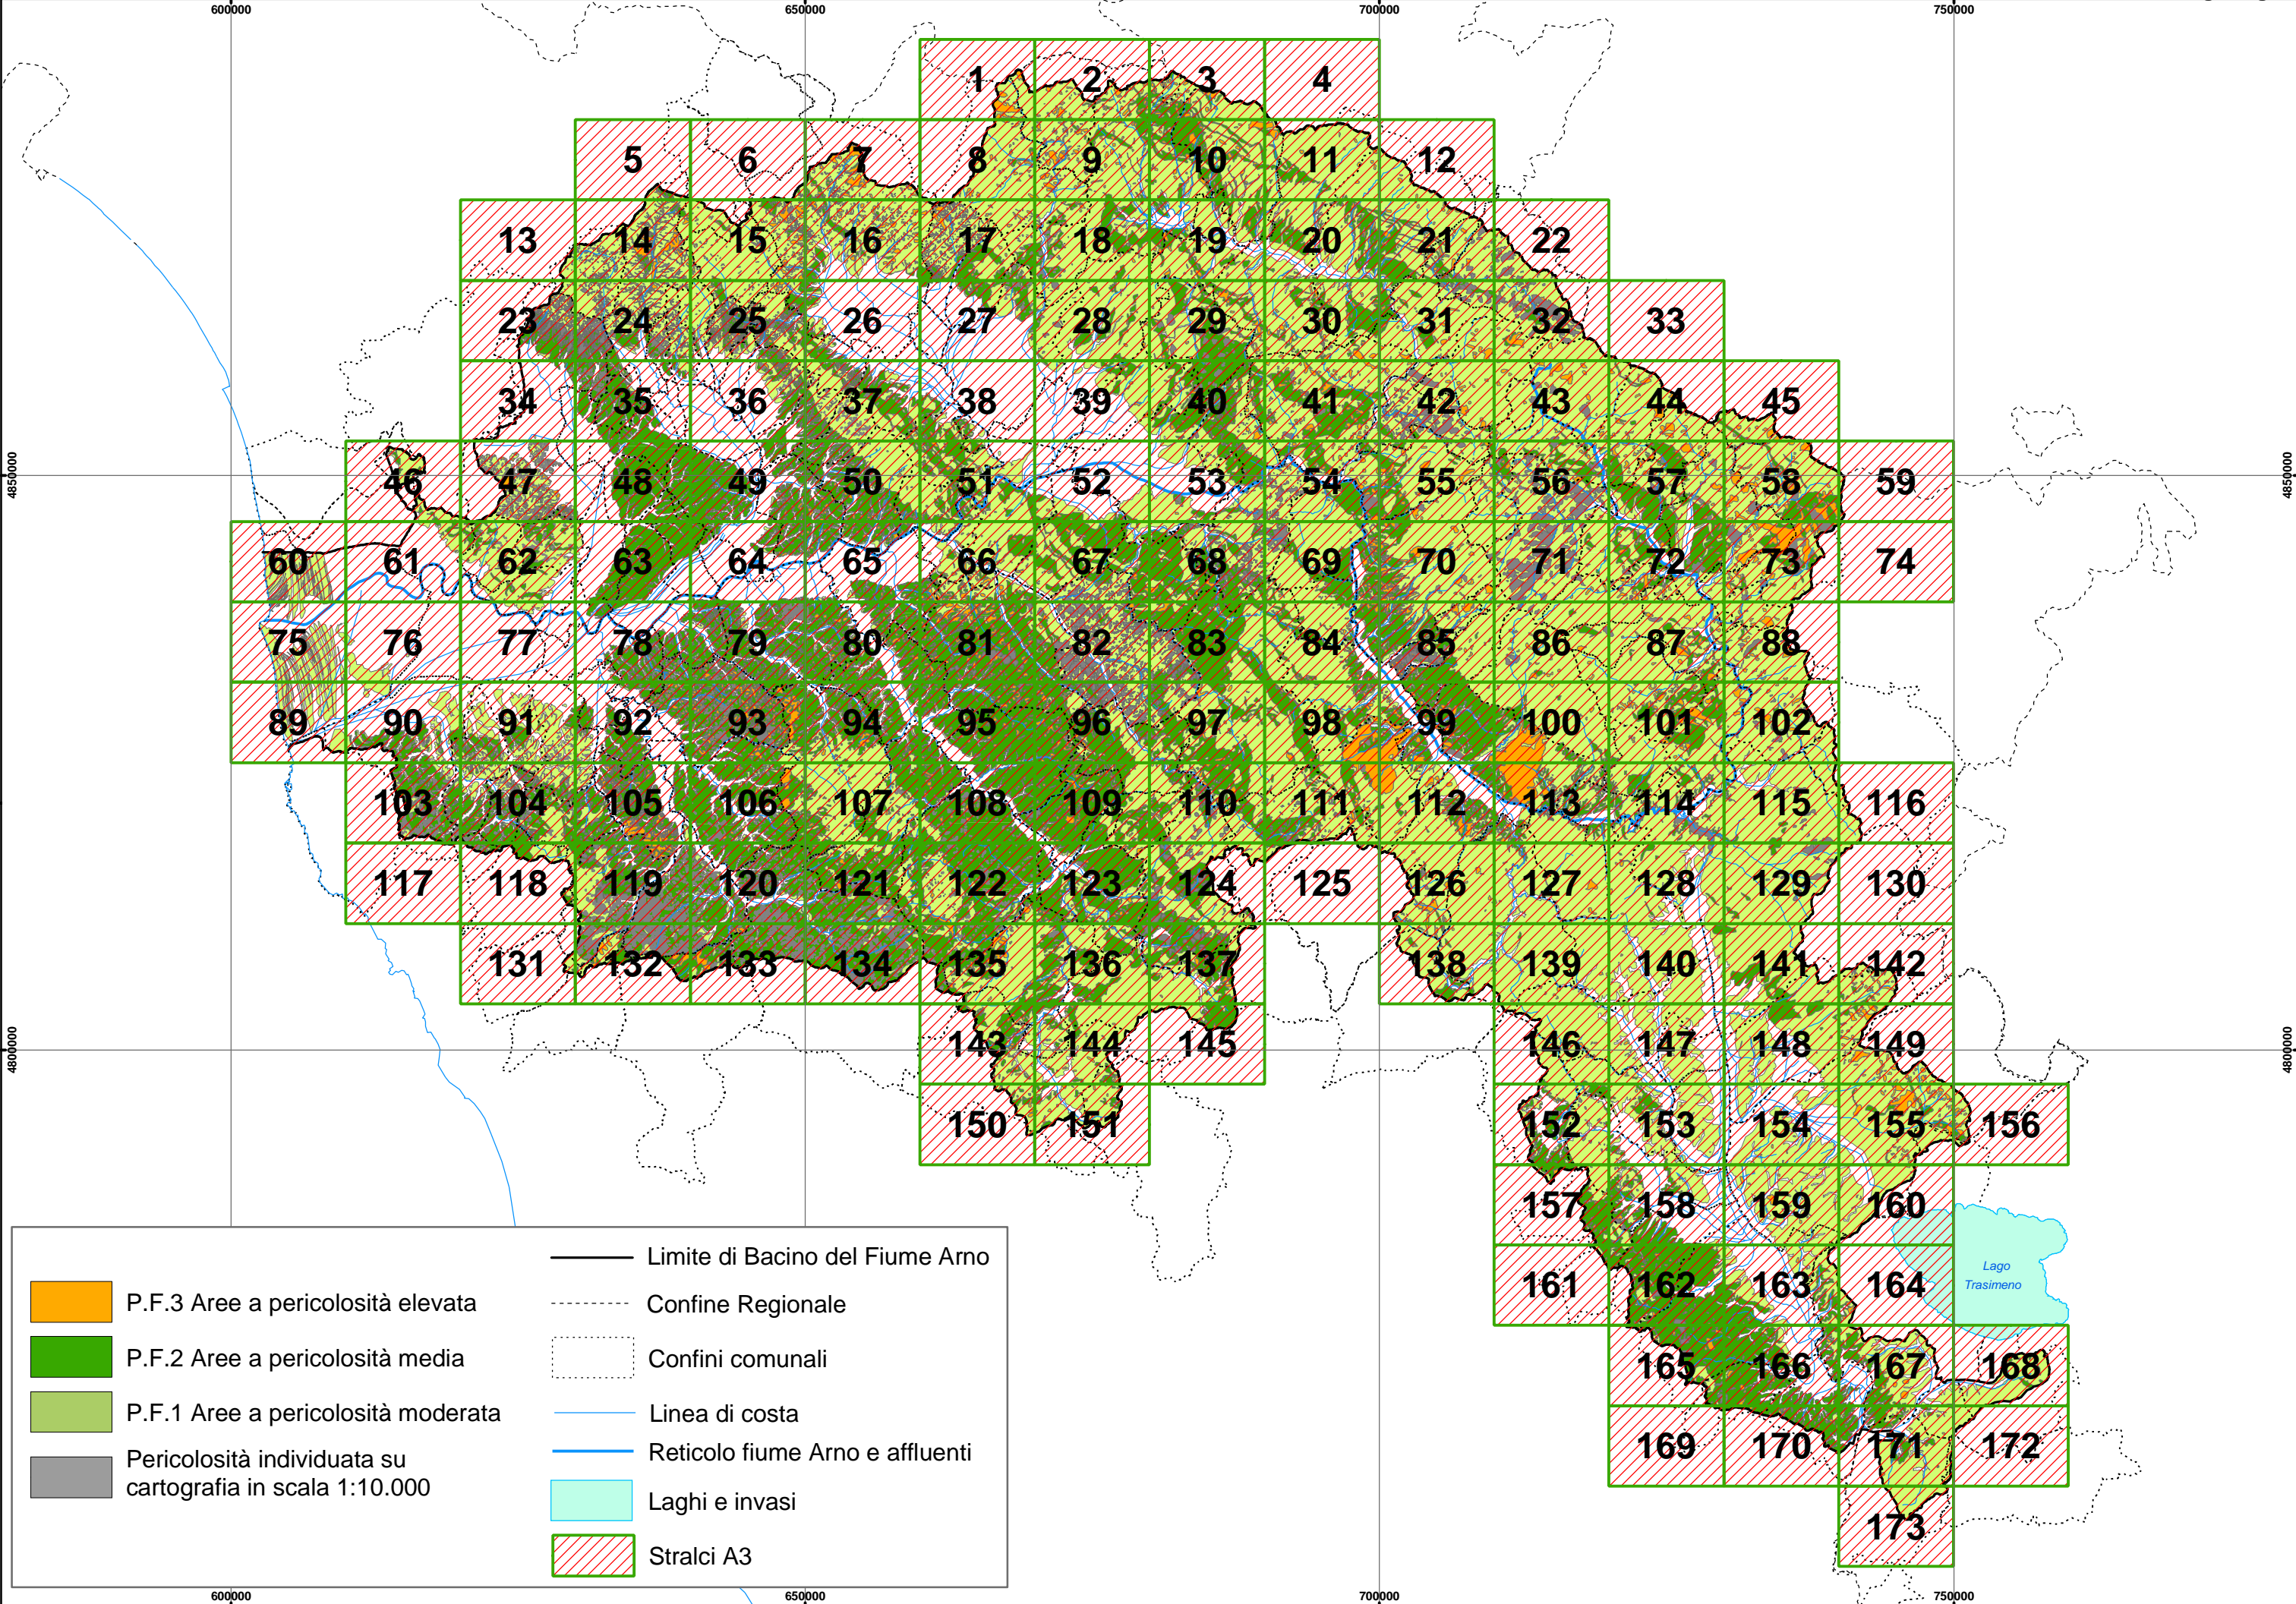 600000 650000 700000 750000
1 2 3 4
5 6 7 8 9 10 11 12
13 14 15 16 17 18 19 20 21 22
23 24 25 26 27 28 29 30 31 32 33
34 35 36 37 38 39 40 41 42 43 44 45
4850000 46 47 48 49 50 51 52 53 54 55 56 57 58 59 4850000
60 61 62 63 64 65 66 67 68 69 70 71 72 73 74
75 76 77 78 79 80 81 82 83 84 85 86 87 88
89 90 91 92 93 94 95 96 97 98 99 100 101 102
103 104 105 106 107 108 109 110 111 112 113 114 115 116
117 118 119 120 121 122 123 124 125 126 127 128 129 130
131 132 133 134 135 136 137 138 139 140 141 142
4800000 143 144 145 146 147 148 149 4800000
150 151 152 153 154 155 156
157 158 159 160
161 162 163 164
Lago
Trasimeno
165 166 167 168
169 170 171 172
173
P.F.3 Aree a pericolosità elevata
P.F.2 Aree a pericolosità media
P.F.1 Aree a pericolosità moderata
Pericolosità individuata su
cartografia in scala 1:10.000
Limite di Bacino del Fiume Arno
Confine Regionale
Confini comunali
Linea di costa
Reticolo fiume Arno e affluenti
Laghi e invasi
Stralci A3
600000 650000 700000 750000